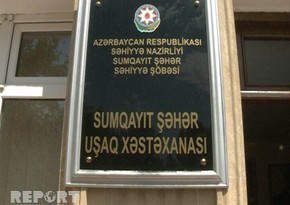 AZƏRBAYCAN RESPUBLİKASI
SƏHİYYƏ NAZİRLİYİ
SUMQAYIT ŞƏHƏR
SƏHİYYƏ ŞÖBƏSİ
SUMQAYIT ŞƏHƏR
UŞAQ XƏSTƏXANASI
REPORT